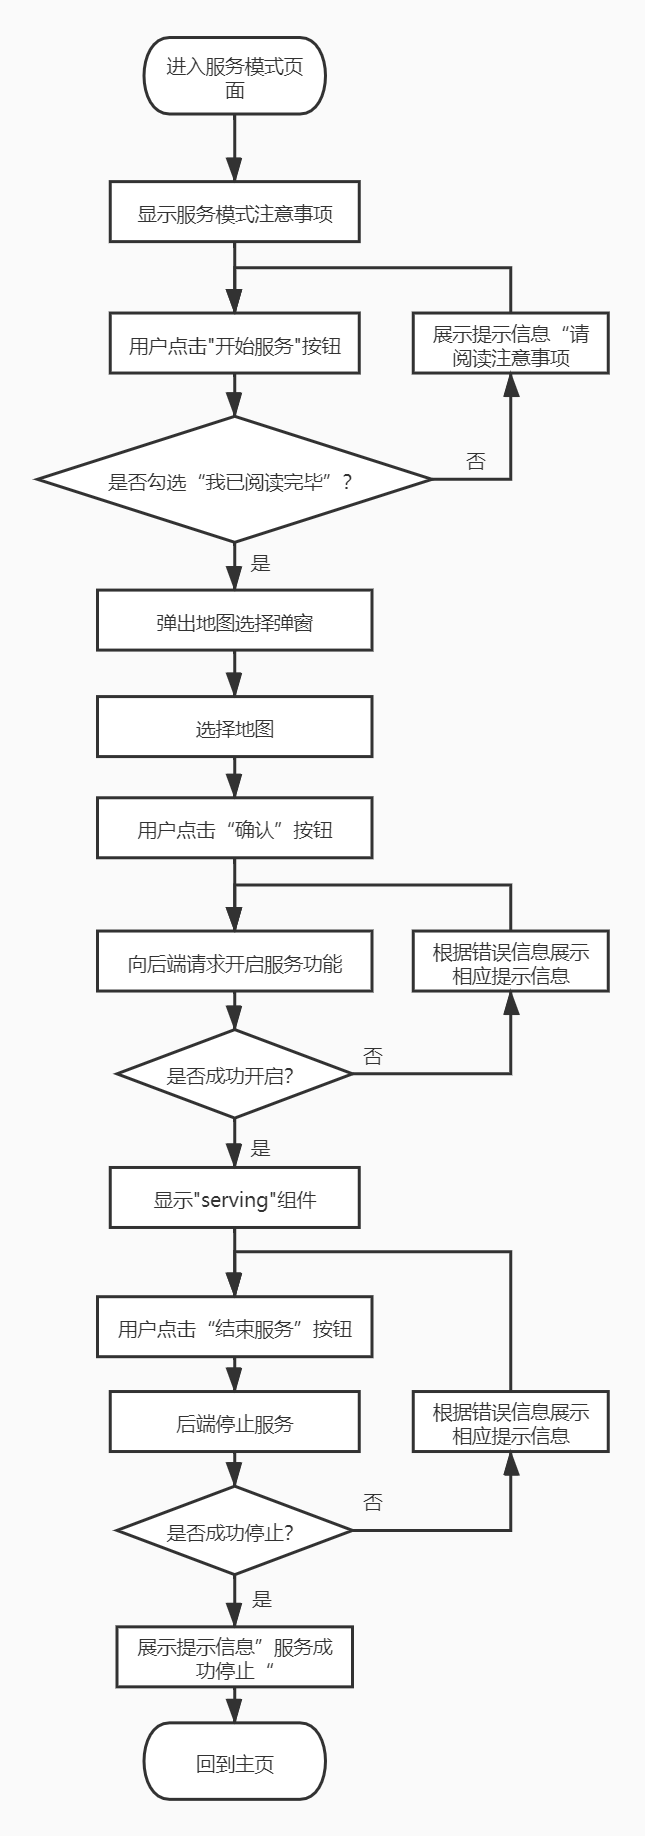 进入服务模式页
面
显示服务模式注意事项
用户点击"开始服务"按钮
展示提示信息“请
阅读注意事项
是否勾选“我已阅读完毕”？
否
是
弹出地图选择弹窗
选择地图
用户点击“确认”按钮
向后端请求开启服务功能
根据错误信息展示
相应提示信息
是否成功开启?
否
是
显示"serving"组件
用户点击“结束服务”按钮
后端停止服务
根据错误信息展示
相应提示信息
是否成功停止?
否
是
展示提示信息”服务成
功停止“
回到主页